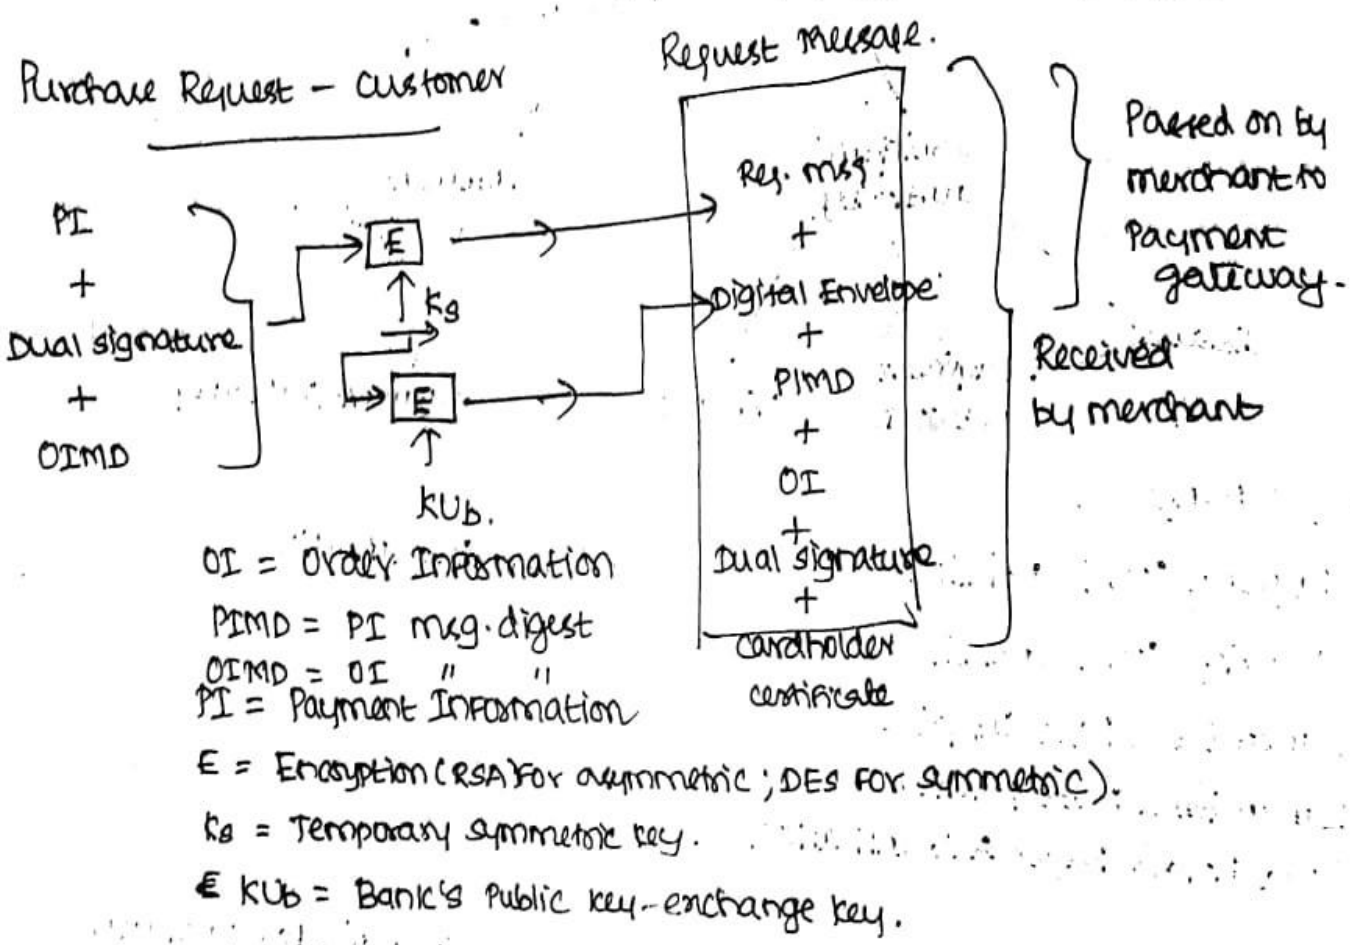 Purchase Request - Customer
Request Message.
PI
+
Dual signature
+
OIMD
E
Ks
E
KUb.
Req. msg
+
Digital Envelope
+
PIMD
+
OI
+
Dual signature
+
Cardholder
certificate
Passed on by
merchant to
Payment
gateway.
Received
by merchant
OI = Order Information
PIMD = PI msg. digest
OIMD = OI " "
PI = Payment Information
E = Encryption (RSA for asymmetric ; DES for symmetric).
Ks = Temporary symmetric key.
E KUb = Bank's Public key-exchange key.